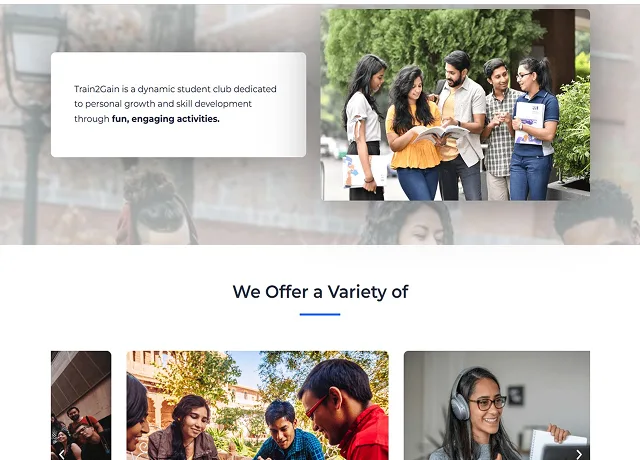 Train2Gain is a dynamic student club dedicated
to personal growth and skill development
through fun, engaging activities.
We Offer a Variety of